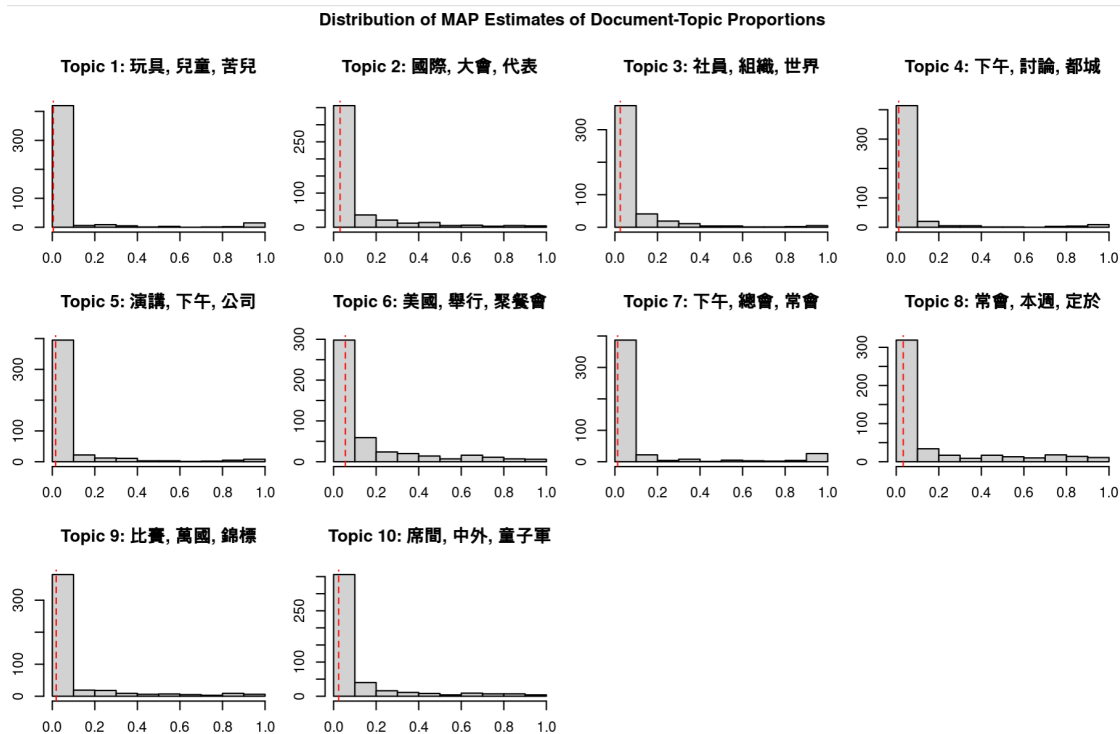 Distribution of MAP Estimates of Document-Topic Proportions
Topic 1: 玩具, 兒童, 苦兒
Topic 2: 國際, 大會, 代表
Topic 3: 社員, 組織, 世界
Topic 4: 下午, 討論, 都城
0 100 300
0 100 250
0 100 300
0 100 300
0.0 0.2 0.4 0.6 0.8 1.0
0.0 0.2 0.4 0.6 0.8 1.0
0.0 0.2 0.4 0.6 0.8 1.0
0.0 0.2 0.4 0.6 0.8 1.0
Topic 5: 演講, 下午, 公司
Topic 6: 美國, 舉行, 聚餐會
Topic 7: 下午, 總會, 常會
Topic 8: 常會, 本週, 定於
0 100 300
0 100 200 300
0 100 300
0 100 200 300
0.0 0.2 0.4 0.6 0.8 1.0
0.0 0.2 0.4 0.6 0.8 1.0
0.0 0.2 0.4 0.6 0.8 1.0
0.0 0.2 0.4 0.6 0.8 1.0
Topic 9: 比賽, 萬國, 錦標
Topic 10: 席間, 中外, 童子軍
0 100 300
0 100 250
0.0 0.2 0.4 0.6 0.8 1.0
0.0 0.2 0.4 0.6 0.8 1.0